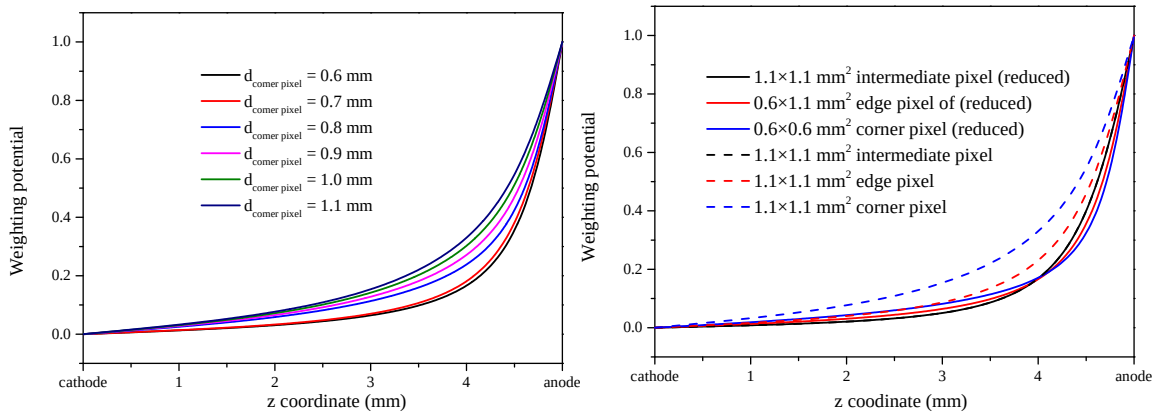 Weighting potential
1.0
0.8
0.6
0.4
0.2
0.0
d_corner pixel = 0.6 mm
d_corner pixel = 0.7 mm
d_corner pixel = 0.8 mm
d_corner pixel = 0.9 mm
d_corner pixel = 1.0 mm
d_corner pixel = 1.1 mm
cathode 1 2 3 4 anode
z coordinate (mm)
Weighting potential
1.0
0.8
0.6
0.4
0.2
0.0
1.1×1.1 mm² intermediate pixel (reduced)
0.6×1.1 mm² edge pixel of (reduced)
0.6×0.6 mm² corner pixel (reduced)
1.1×1.1 mm² intermediate pixel
1.1×1.1 mm² edge pixel
1.1×1.1 mm² corner pixel
cathode 1 2 3 4 anode
z coodinate (mm)